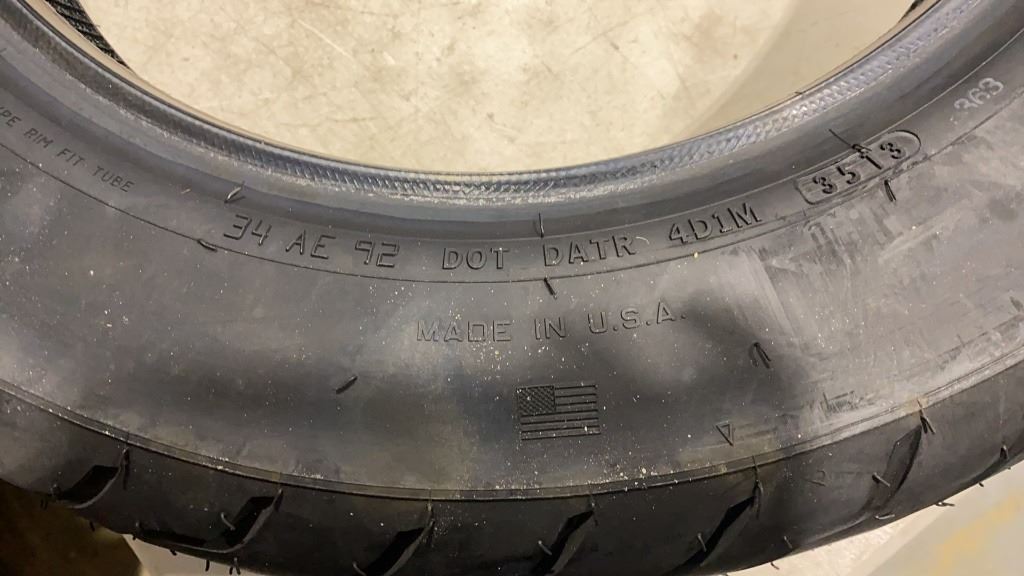 RIM FIT TUBE
34 AE 92 DOT DATR 4D1M 3513
363
MADE IN U.S.A.